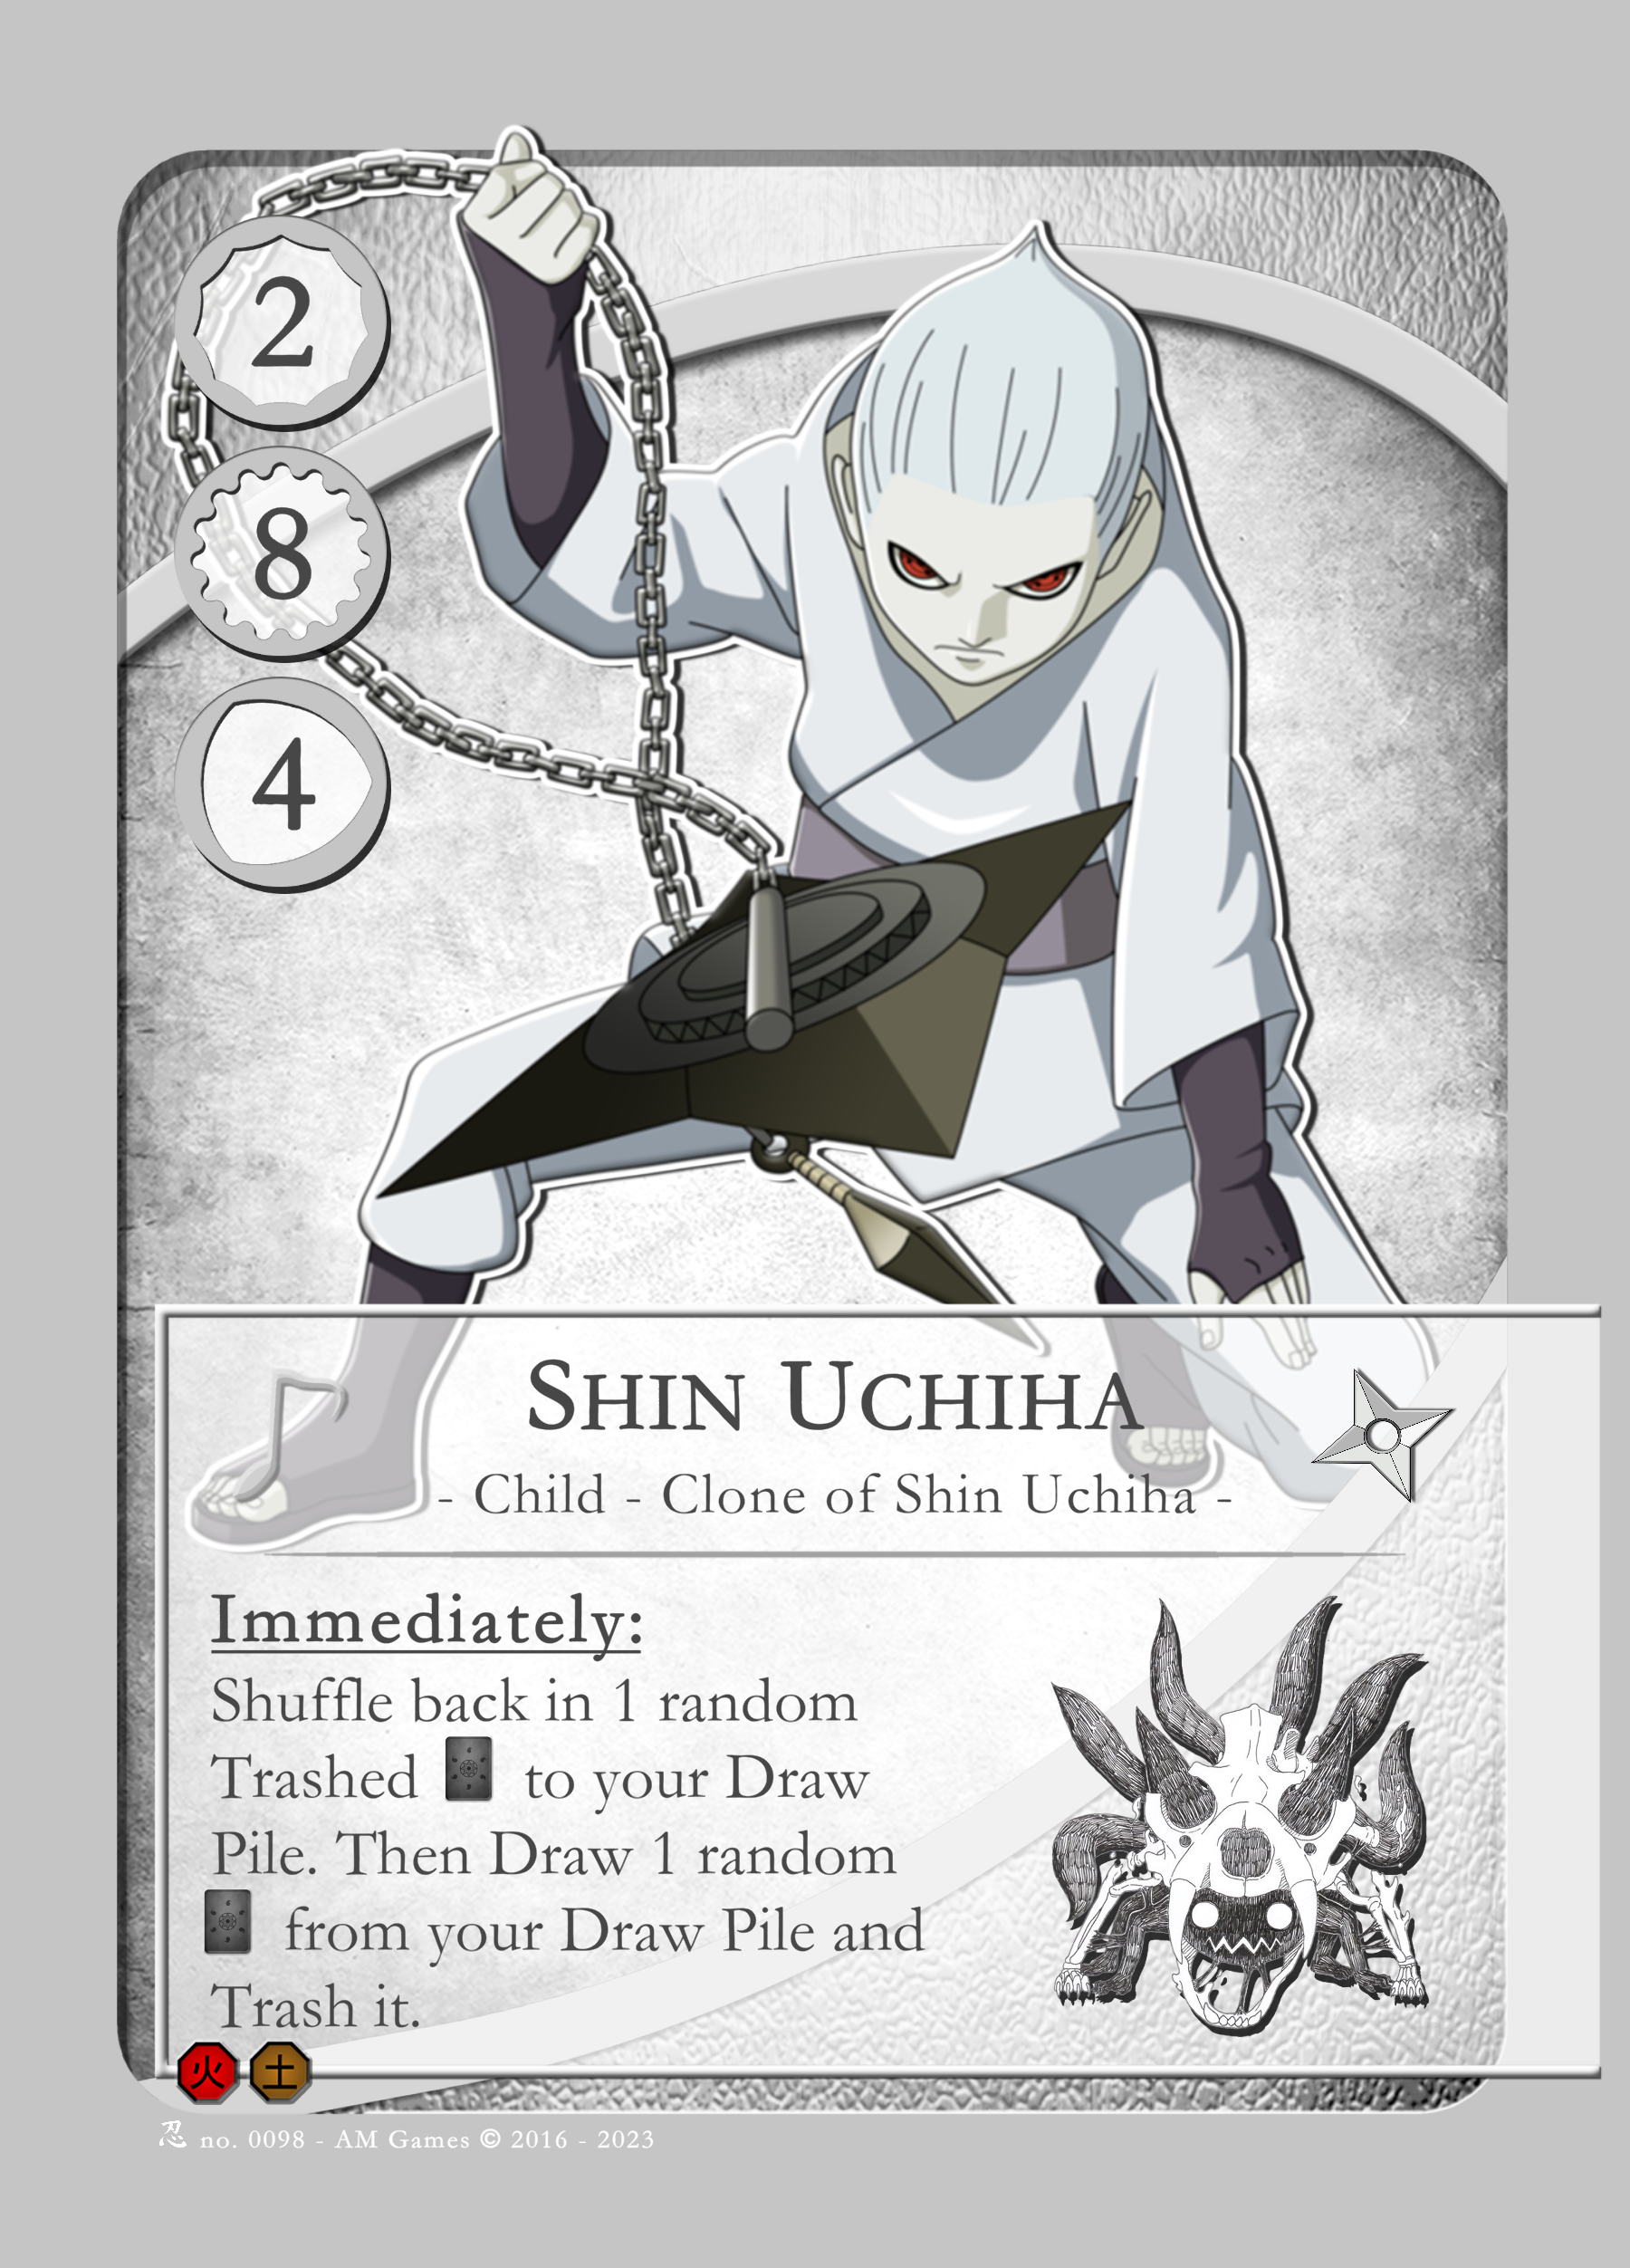 2
8
4
Shin Uchiha
- Child - Clone of Shin Uchiha -
Immediately:
Shuffle back in 1 random
Trashed to your Draw
Pile. Then Draw 1 random
from your Draw Pile and
Trash it.
火 土
忍 no. 0098 - AM Games © 2016 - 2023